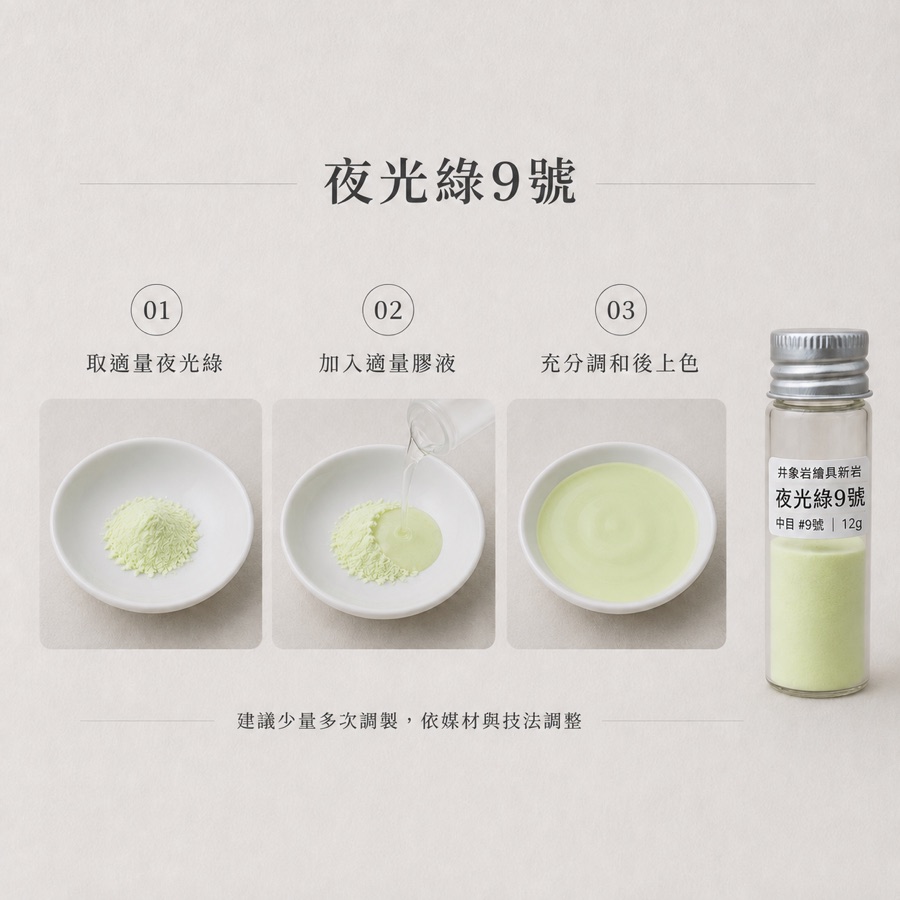 夜光綠9號
01
取適量夜光綠
02
加入適量膠液
03
充分調和後上色
井象岩繪具新岩
夜光綠9號
中目 #9號｜12g
建議少量多次調製，依媒材與技法調整